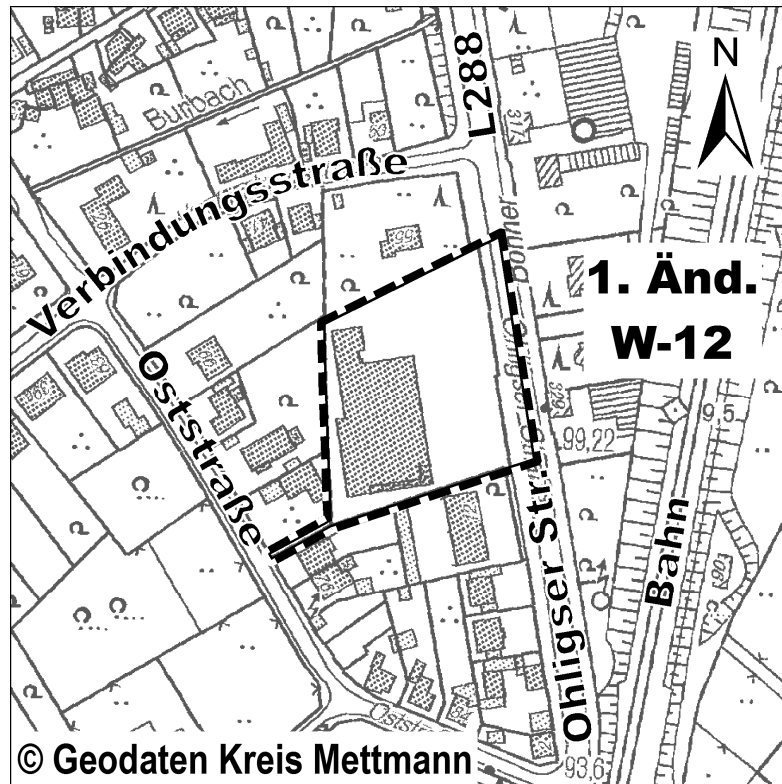 Burbach
L288
N
Verbindungsstraße
1. Änd.
W-12
Oststraße
99,22
9,5
Ohligser Str.
Bahn
93,6
© Geodaten Kreis Mettmann